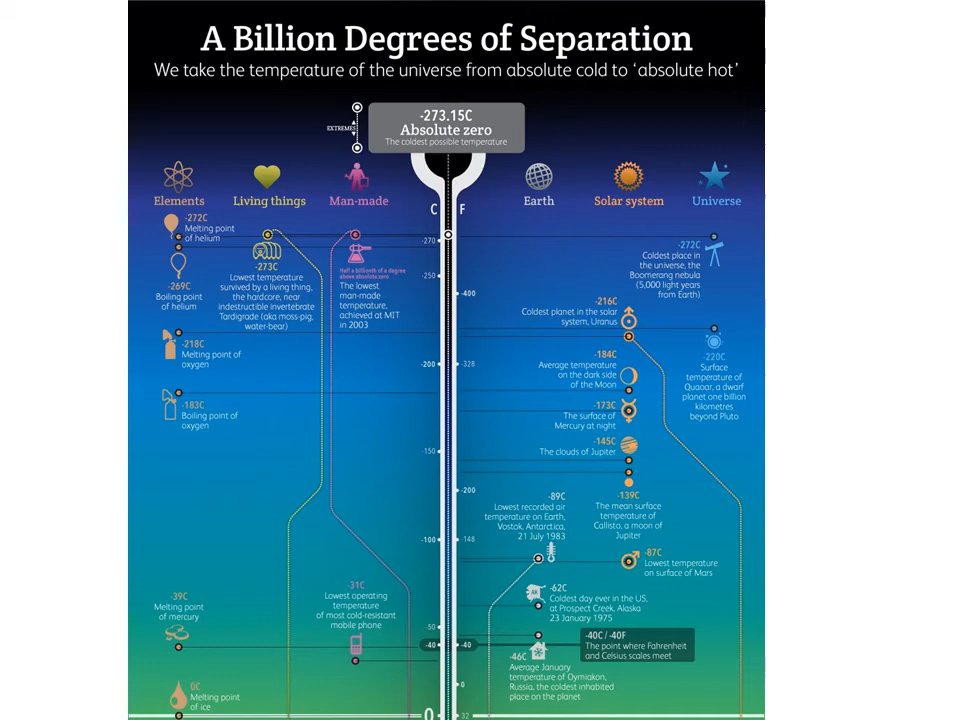 A Billion Degrees of Separation
We take the temperature of the universe from absolute cold to ‘absolute hot’
EXTREMES
-273.15C
Absolute zero
The coldest possible temperature
Elements
Living things
Man-made
C
F
Earth
Solar system
Universe
-272C
Melting point
of helium
-269C
Boiling point
of helium
-218C
Melting point of
oxygen
-183C
Boiling point of
oxygen
-39C
Melting point
of mercury
0C
Melting point
of ice
-273C
Lowest temperature
survived by a living thing,
the hardcore, near
indestructible invertebrate
Tardigrade (aka moss-pig,
water-bear)
Half a billionth of a degree
above absolute zero
The lowest
man-made
temperature,
achieved at MIT
in 2003
-31C
Lowest operating
temperature
of most cold-resistant
mobile phone
-270
-250
-200
-150
-100
-50
-40
0
-400
-328
-200
-148
-40
0
32
-89C
Lowest recorded air
temperature on Earth,
Vostok, Antarctica,
21 July 1983
AK
-62C
Coldest day ever in the US,
at Prospect Creek, Alaska
23 January 1975
-46C
Average January
temperature of Oymiakon,
Russia, the coldest inhabited
place on the planet
-40C / -40F
The point where Fahrenheit
and Celsius scales meet
-216C
Coldest planet in the solar
system, Uranus
-184C
Average temperature
on the dark side
of the Moon
-173C
The surface of
Mercury at night
-145C
The clouds of Jupiter
-139C
The mean surface
temperature of
Callisto, a moon of
Jupiter
-87C
Lowest temperature
on surface of Mars
-272C
Coldest place in
the universe, the
Boomerang nebula
(5,000 light years
from Earth)
-220C
Surface
temperature of
Quaoar, a dwarf
planet one billion
kilometres
beyond Pluto